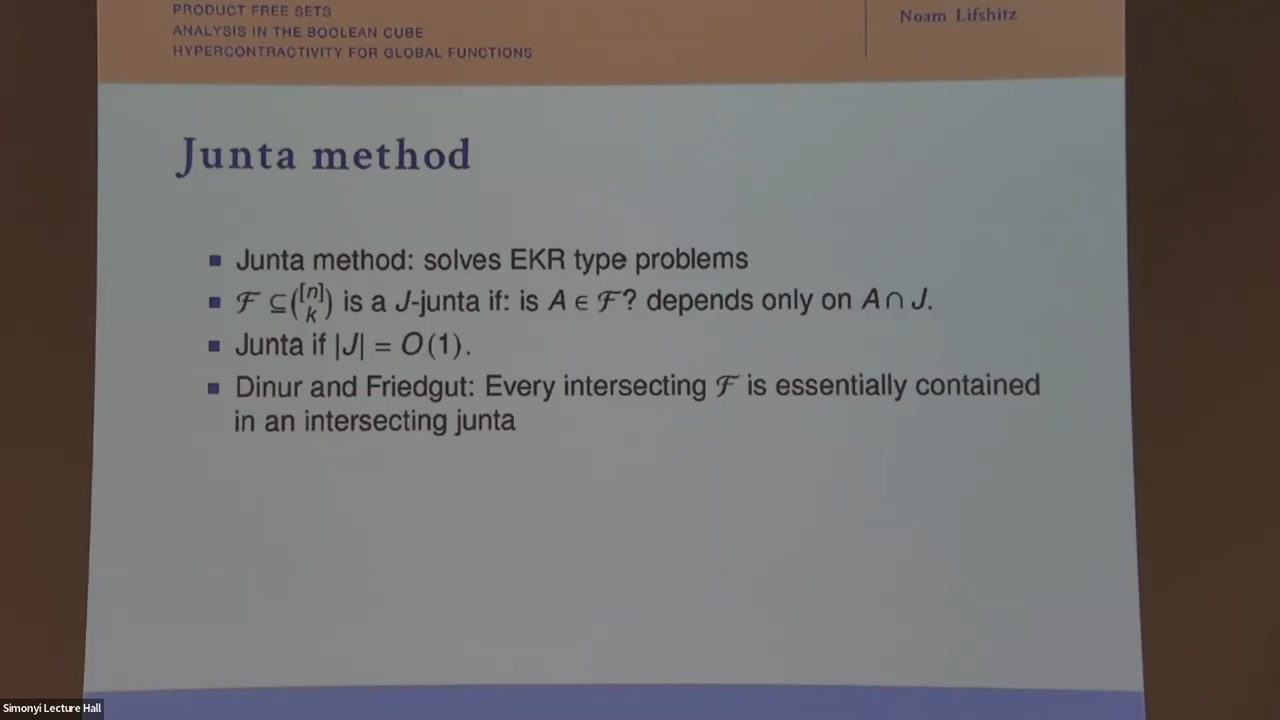 PRODUCT FREE SETS
ANALYSIS IN THE BOOLEAN CUBE
HYPERCONTRACTIVITY FOR GLOBAL FUNCTIONS
Noam Lifshitz
Junta method
Junta method: solves EKR type problems
ℱ ⊆ ([n] k) is a J-junta if: is A ∈ ℱ? depends only on A ∩ J.
Junta if |J| = O(1).
Dinur and Friedgut: Every intersecting ℱ is essentially contained
in an intersecting junta
Simonyi Lecture Hall